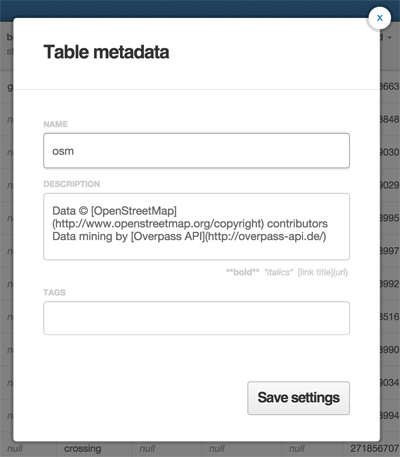 x
Table metadata
NAME
osm
DESCRIPTION
Data © [OpenStreetMap]
(http://www.openstreetmap.org/copyright) contributors
Data mining by [Overpass API](http://overpass-api.de/)
**bold** *italics* [link title](url)
TAGS
Save settings
null crossing null null null 271856707